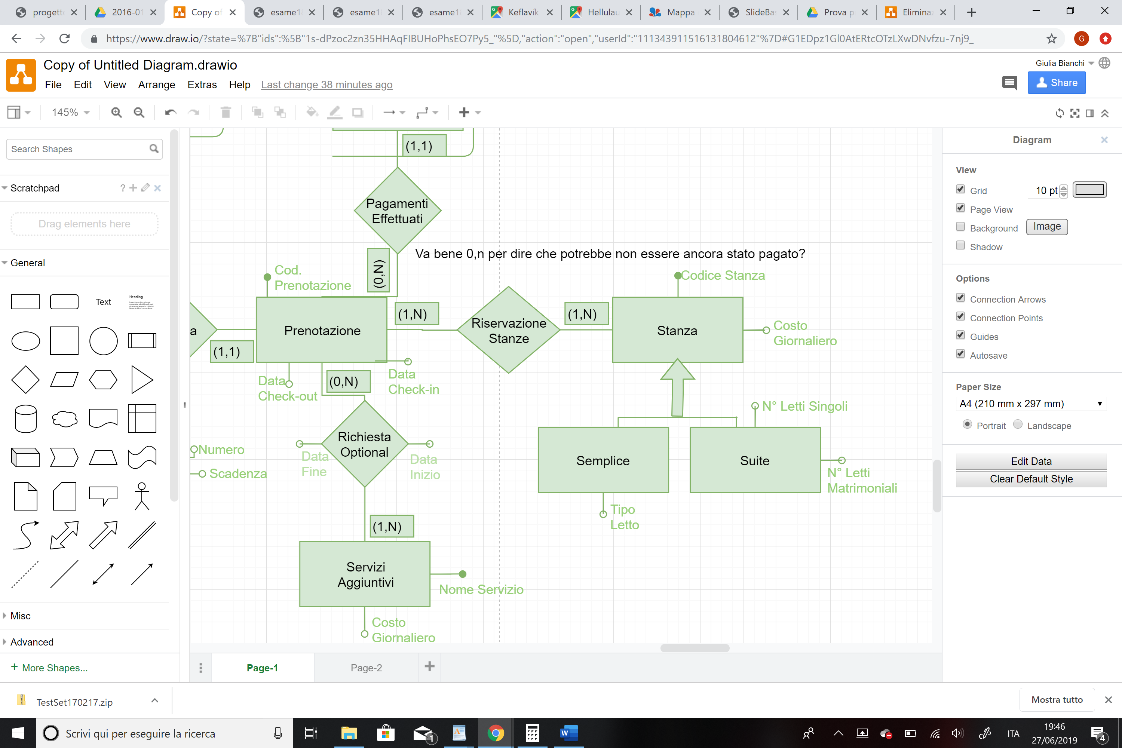 progetto
2016-01
Copy of
esame1
esame1
esame1
Keflavik
Hellulau
Mappa
SlideBas
Prova p
Elimina
https://www.draw.io/?state=%7B"ids"%5B"1s-dPzoc2zn35HHAqFIBUHoPhsEO7Py5_"%5D,"action":"open","userId":"111343911516131804612"%7D#G1EDpz1Gl0AtERtcOTzLXwDNvfzu-7nj9_
G
Copy of Untitled Diagram.drawio
Giulia Bianchi
File Edit View Arrange Extras Help Last change 38 minutes ago
Share
145%
Search Shapes
Scratchpad
?
Drag elements here
General
Text
Heading
Misc
Advanced
+ More Shapes...
(1,1)
Pagamenti
Effettuati
(0,N)
Va bene 0,n per dire che potrebbe non essere ancora stato pagato?
Cod.
Prenotazione
Codice Stanza
a
(1,1)
Prenotazione
(1,N)
Riservazione
Stanze
(1,N)
Stanza
Costo
Giornaliero
Data
Check-out
(0,N)
Data
Check-in
N° Letti Singoli
Richiesta
Optional
Data
Fine
Data
Inizio
Numero
Scadenza
Semplice
Suite
N° Letti
Matrimoniali
Tipo
Letto
(1,N)
Servizi
Aggiuntivi
Nome Servizio
Costo
Giornaliero
Page-1
Page-2
Diagram
View
Grid
10 pt
Page View
Background
Image
Shadow
Options
Connection Arrows
Connection Points
Guides
Autosave
Paper Size
A4 (210 mm x 297 mm)
Portrait
Landscape
Edit Data
Clear Default Style
TestSet170217.zip
Mostra tutto
Scrivi qui per eseguire la ricerca
1
ITA
19:46
27/06/2019
4